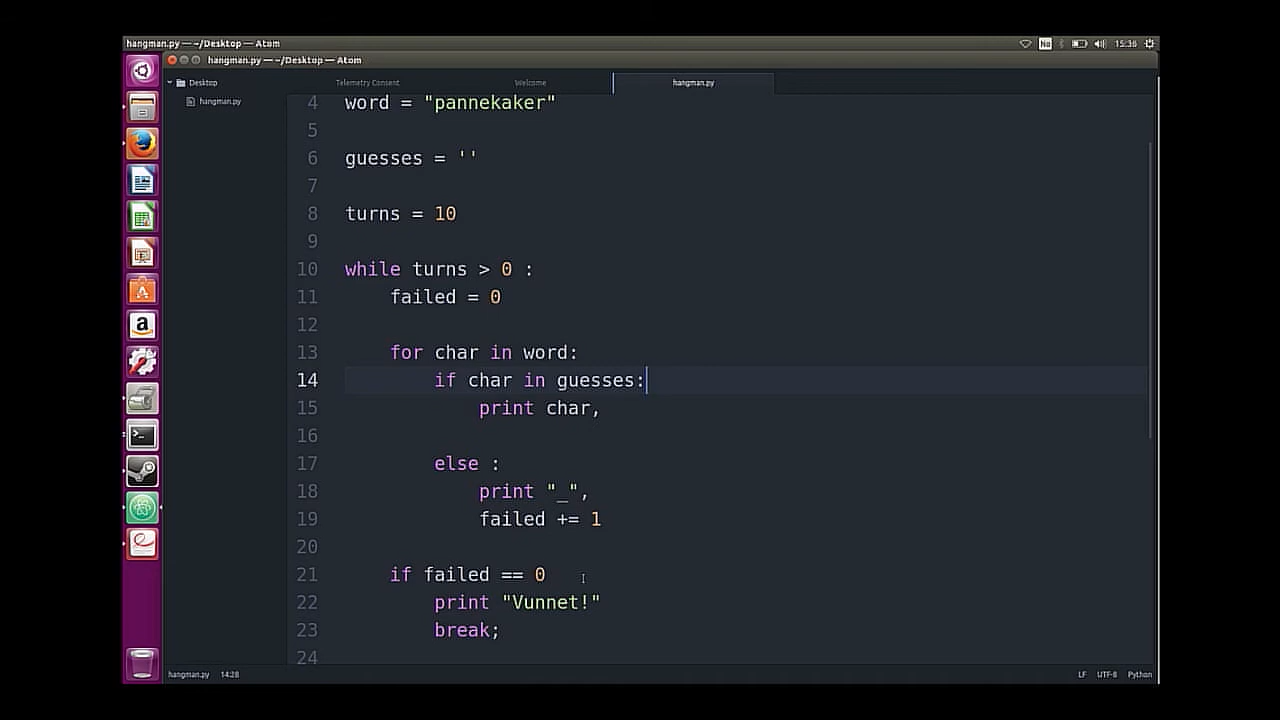 hangman.py — ~/Desktop — Atom
No
15:36
hangman.py — ~/Desktop — Atom
Desktop
Telemetry Consent
Welcome
hangman.py
hangman.py
4 word = "pannekaker"
5
6 guesses = ''
7
8 turns = 10
9
10 while turns > 0 :
11 failed = 0
12
13 for char in word:
14 if char in guesses:
15 print char,
16
17 else :
18 print "_",
19 failed += 1
20
21 if failed == 0
22 print "Vunnet!"
23 break;
24
hangman.py 14:28
LF UTF-8 Python